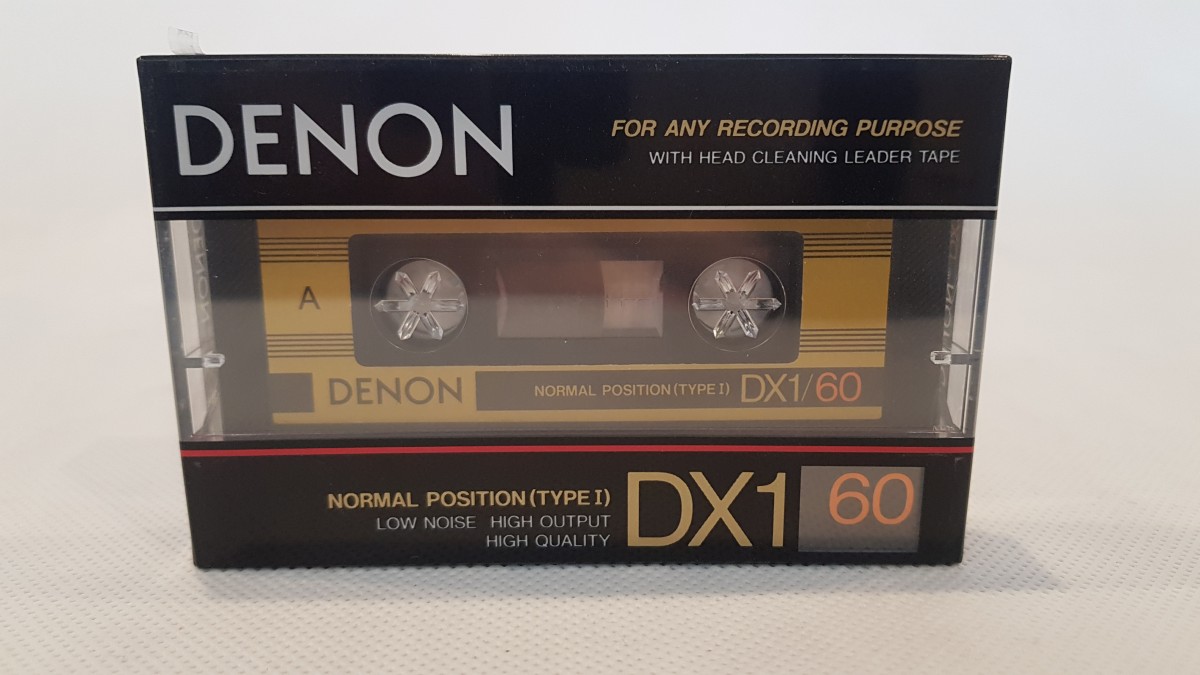 DENON
FOR ANY RECORDING PURPOSE
WITH HEAD CLEANING LEADER TAPE
DENON
A
DENON
NORMAL POSITION (TYPE I) DX1/60
NORMAL POSITION (TYPE I)
LOW NOISE HIGH OUTPUT
HIGH QUALITY
DX1 60